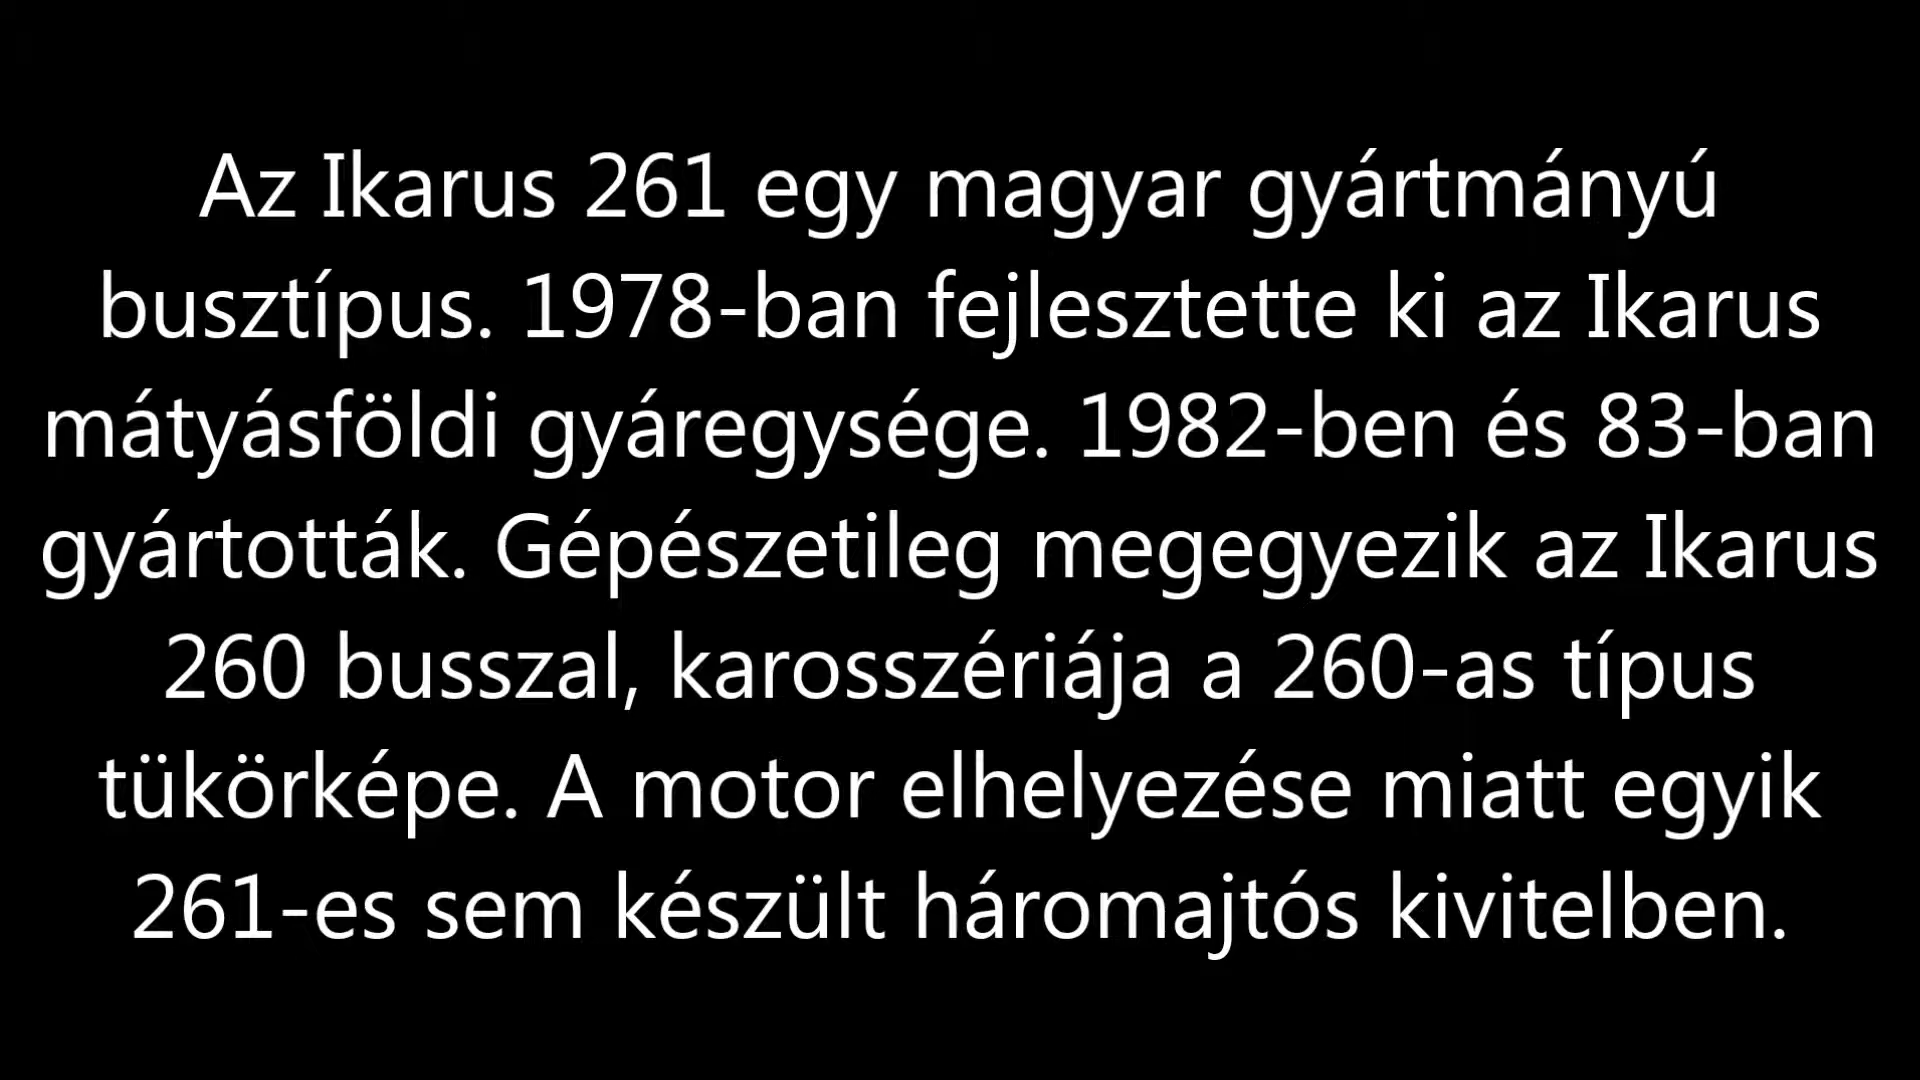 Az Ikarus 261 egy magyar gyártmányú
busztípus. 1978-ban fejlesztette ki az Ikarus
mátyásföldi gyáregysége. 1982-ben és 83-ban
gyártották. Gépészetileg megegyezik az Ikarus
260 busszal, karosszériája a 260-as típus
tükörképe. A motor elhelyezése miatt egyik
261-es sem készült háromajtós kivitelben.